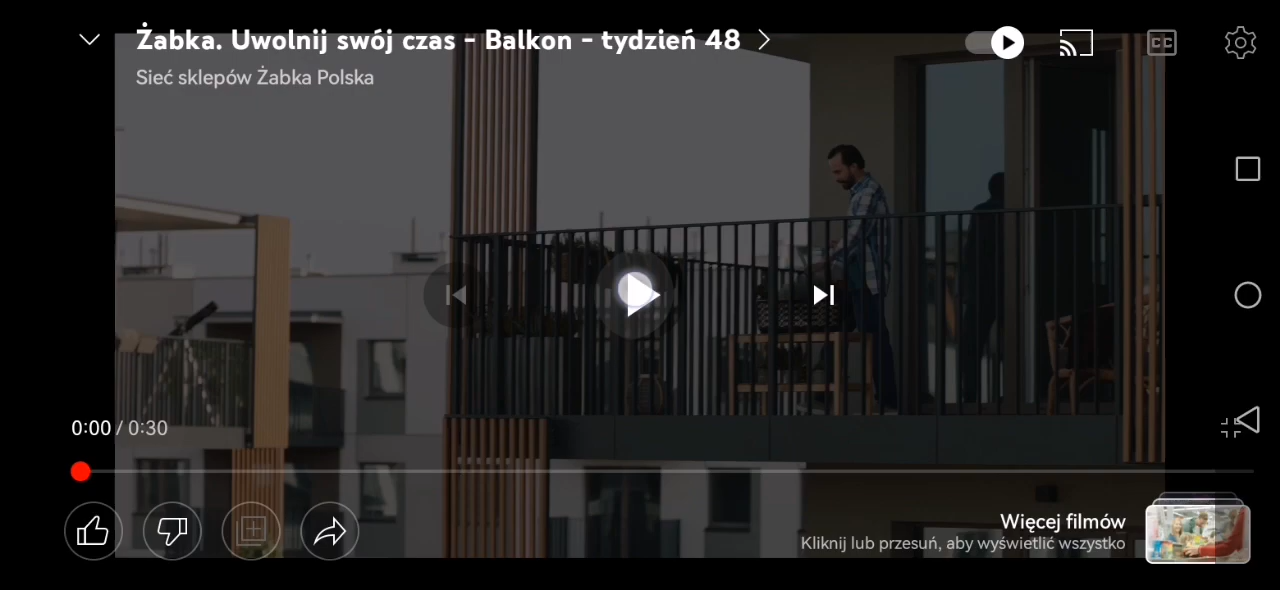 Żabka. Uwolnij swój czas - Balkon - tydzień 48
Sieć sklepów Żabka Polska
CC
0:00 / 0:30
Więcej filmów
Kliknij lub przesuń, aby wyświetlić wszystko